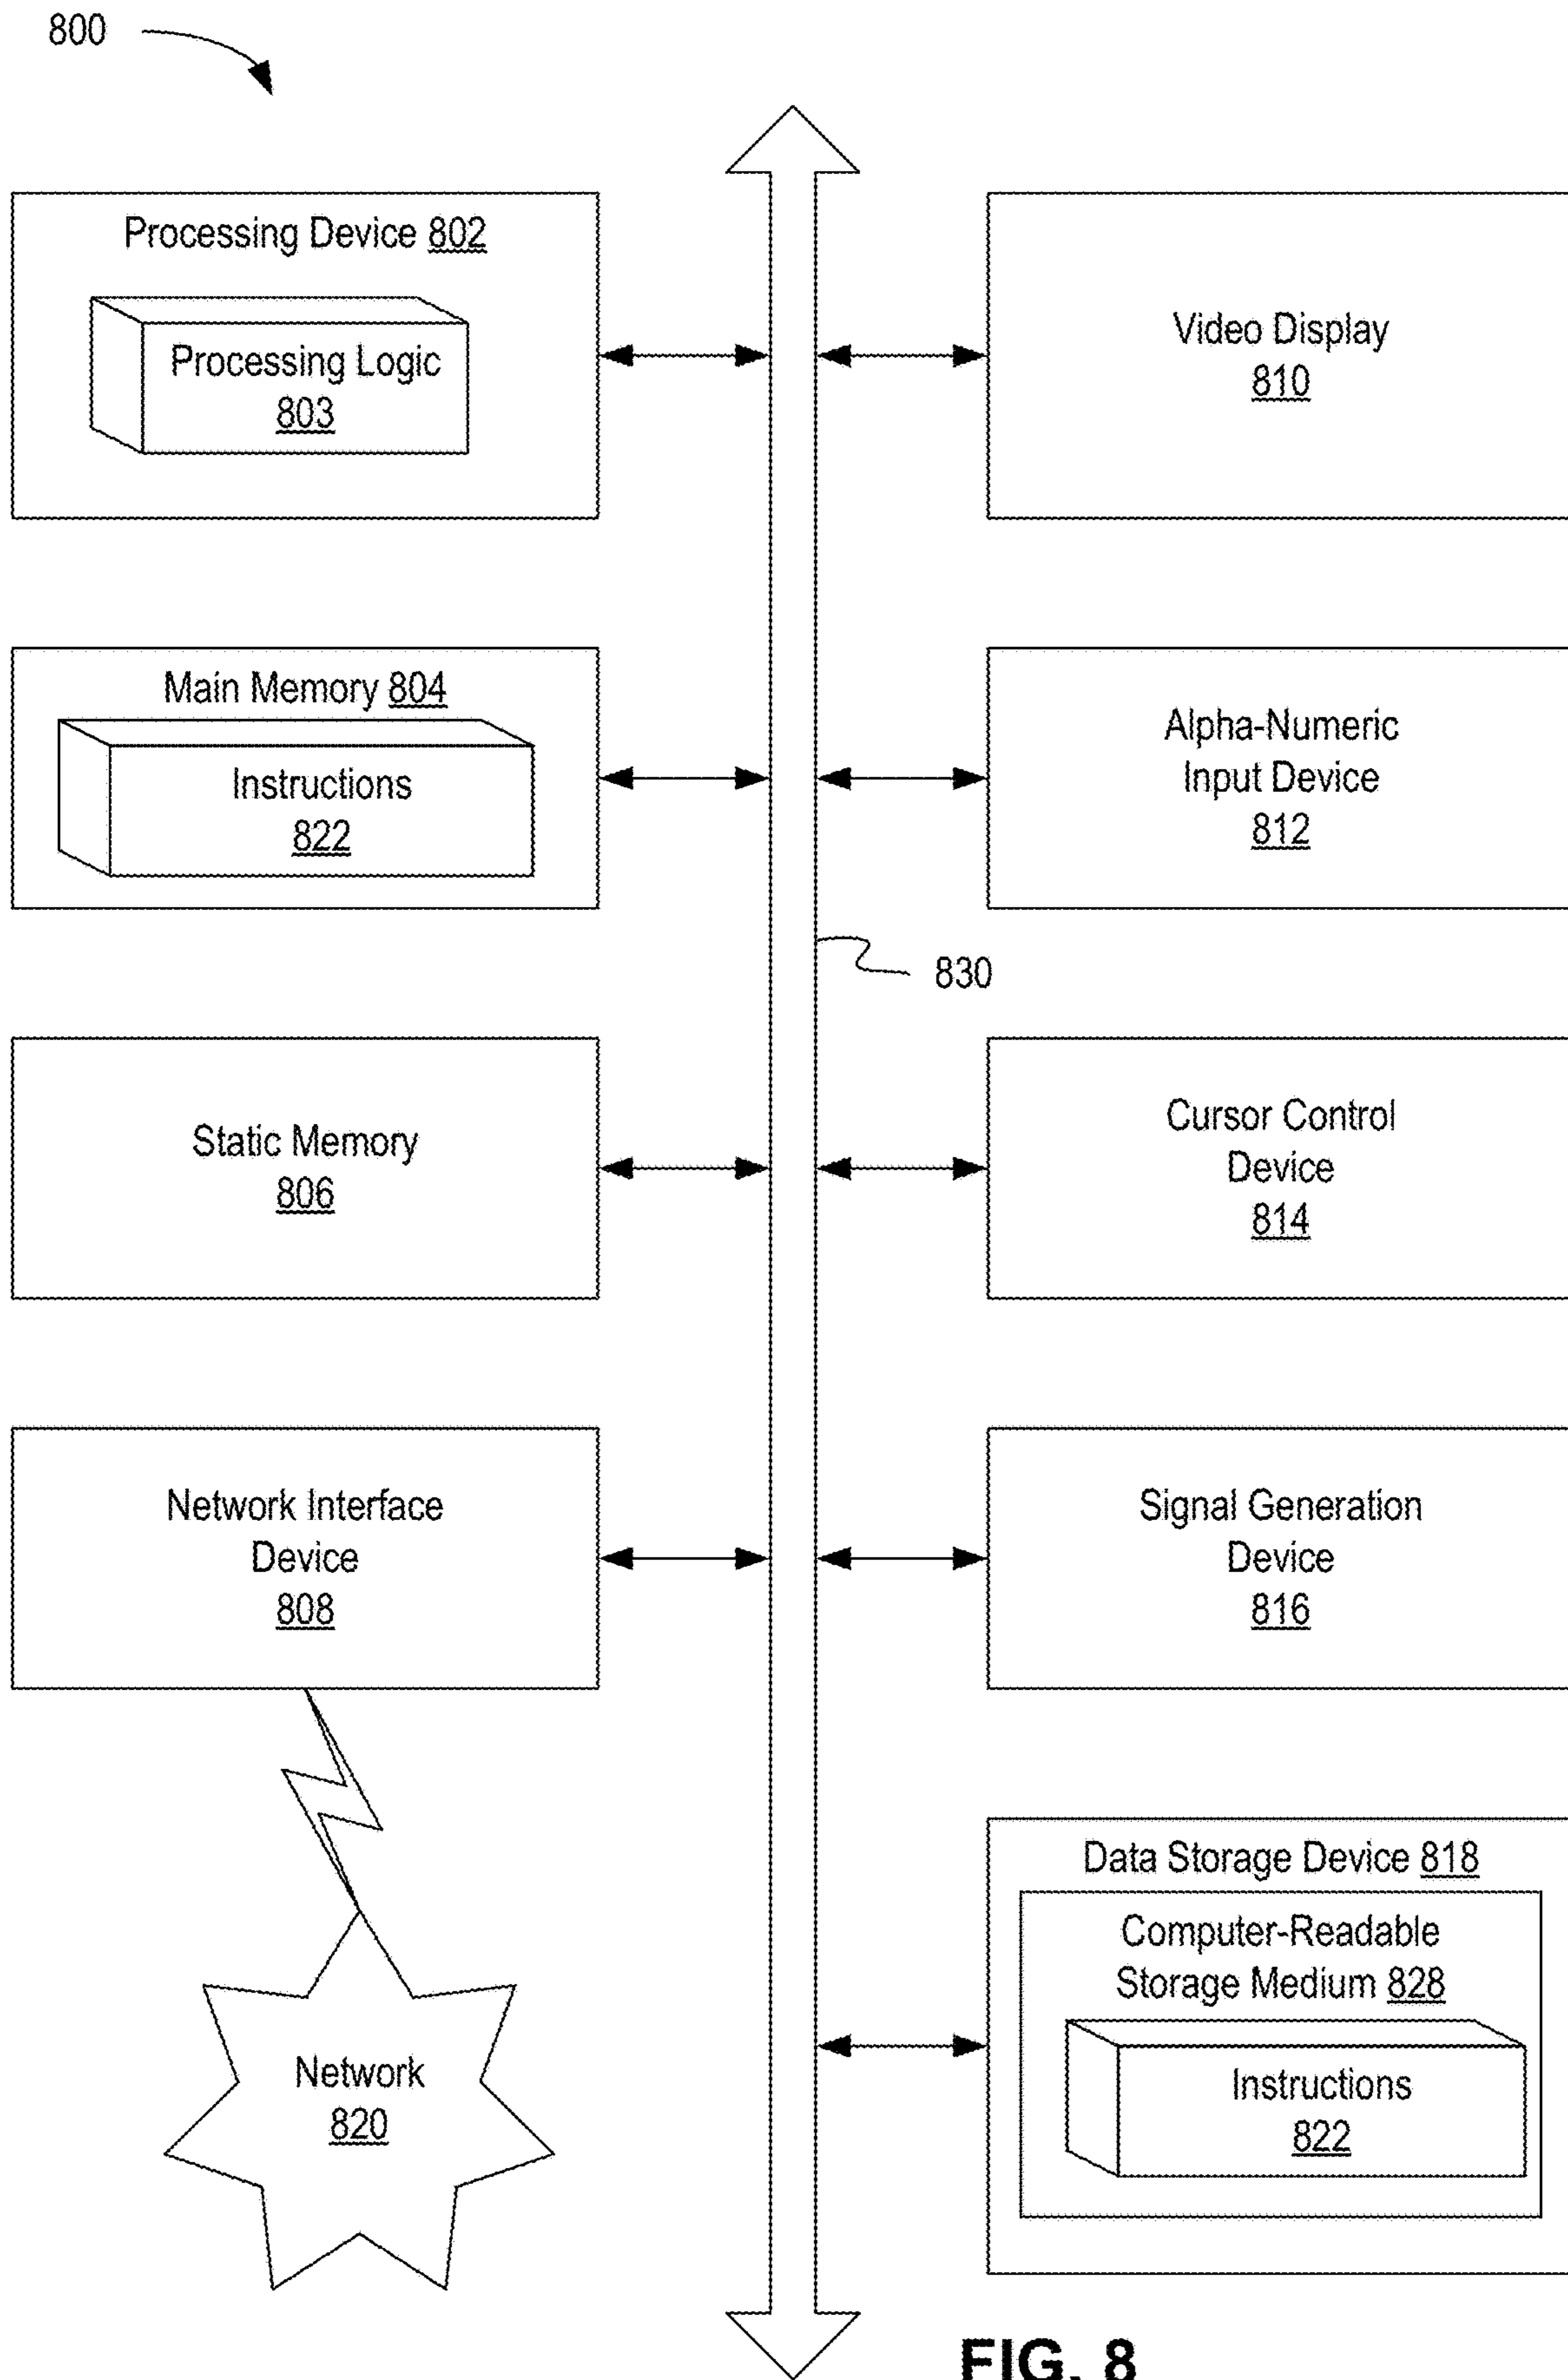 800
Processing Device 802
Processing Logic
803
Video Display
810
Main Memory 804
Instructions
822
Alpha-Numeric
Input Device
812
830
Static Memory
806
Cursor Control
Device
814
Network Interface
Device
808
Signal Generation
Device
816
Data Storage Device 818
Computer-Readable
Storage Medium 828
Instructions
822
Network
820
FIG. 8